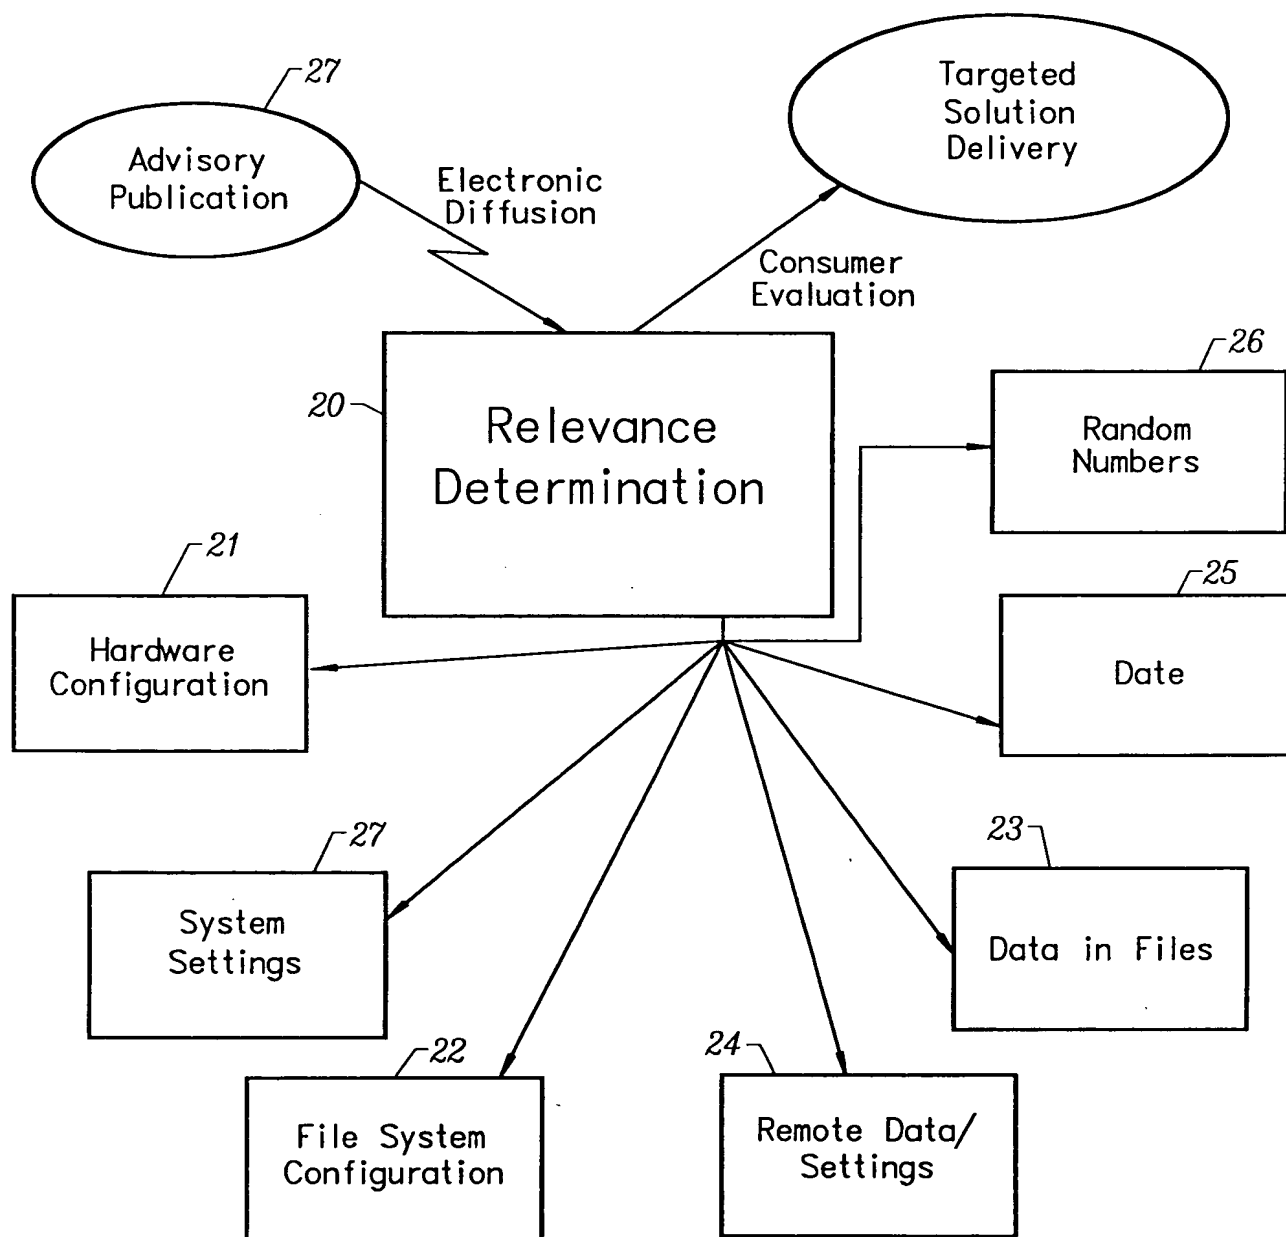 27
Advisory
Publication
Electronic
Diffusion
Targeted
Solution
Delivery
Consumer
Evaluation
20
Relevance
Determination
26
Random
Numbers
21
Hardware
Configuration
25
Date
27
System
Settings
23
Data in Files
22
File System
Configuration
24
Remote Data/
Settings